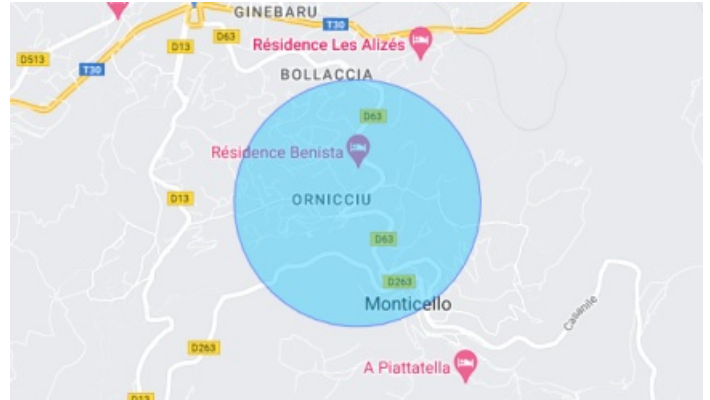 GINEBARU
T30
D63
D13
Résidence Les Alizés
D513
T30
BOLLACCIA
D63
Résidence Benista
D13
ORNICCIU
D63
D263
Monticello
Callanile
D263
A Piattatella
D13